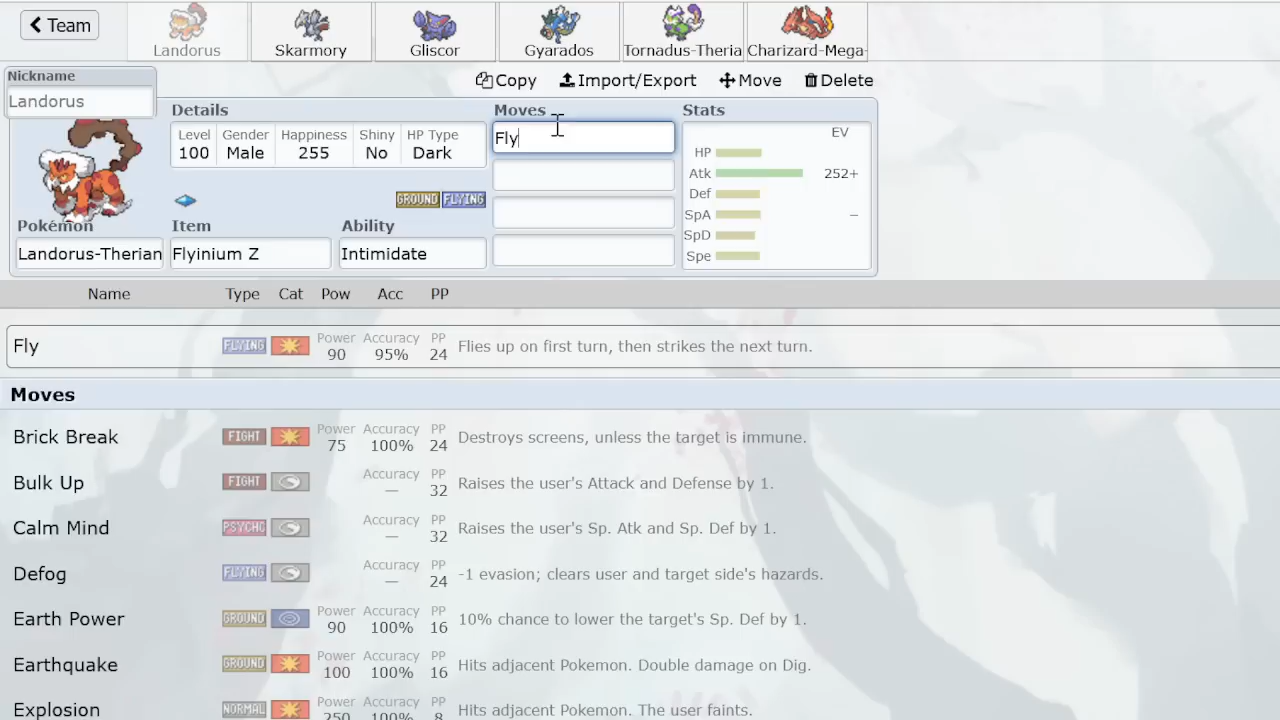 Team
Landorus
Skarmory
Gliscor
Gyarados
Tornadus-Theria
Charizard-Mega-
Nickname
Landorus
Copy
Import/Export
Move
Delete
Details
Level
100
Gender
Male
Happiness
255
Shiny
No
HP Type
Dark
GROUND FLYING
Pokémon
Landorus-Therian
Item
Flyinium Z
Ability
Intimidate
Moves
Fly
Stats
EV
HP
Atk 252+
Def
SpA –
SpD
Spe
Name Type Cat Pow Acc PP
Fly FLYING Power 90 Accuracy 95% PP 24 Flies up on first turn, then strikes the next turn.
Moves
Brick Break FIGHT Power 75 Accuracy 100% PP 24 Destroys screens, unless the target is immune.
Bulk Up FIGHT Accuracy — PP 32 Raises the user's Attack and Defense by 1.
Calm Mind PSYCHC Accuracy — PP 32 Raises the user's Sp. Atk and Sp. Def by 1.
Defog FLYING Accuracy — PP 24 -1 evasion; clears user and target side's hazards.
Earth Power GROUND Power 90 Accuracy 100% PP 16 10% chance to lower the target's Sp. Def by 1.
Earthquake GROUND Power 100 Accuracy 100% PP 16 Hits adjacent Pokemon. Double damage on Dig.
Explosion NORMAL Power 250 Accuracy 100% PP 8 Hits adjacent Pokemon. The user faints.